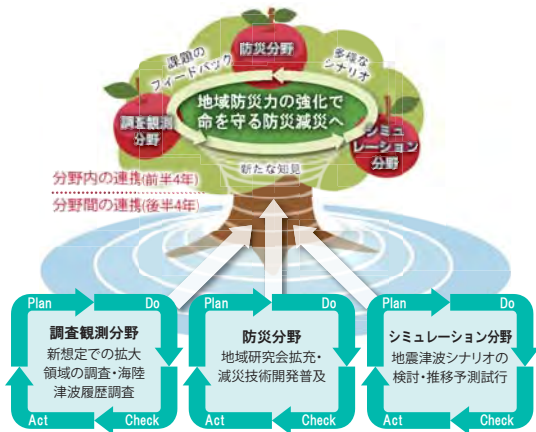 防災分野
課題の
フィードバック
多様な
シナリオ
地域防災力の強化で
命を守る防災減災へ
調査観測
分野
シミュ
レーション
分野
新たな知見
分野内の連携(前半4年)
分野間の連携(後半4年)
Plan
Do
調査観測分野
新想定での拡大
領域の調査・海陸
津波履歴調査
Act
Check
Plan
Do
防災分野
地域研究会拡充・
減災技術開発普及
Act
Check
Plan
Do
シミュレーション分野
地震津波シナリオの
検討・推移予測試行
Act
Check